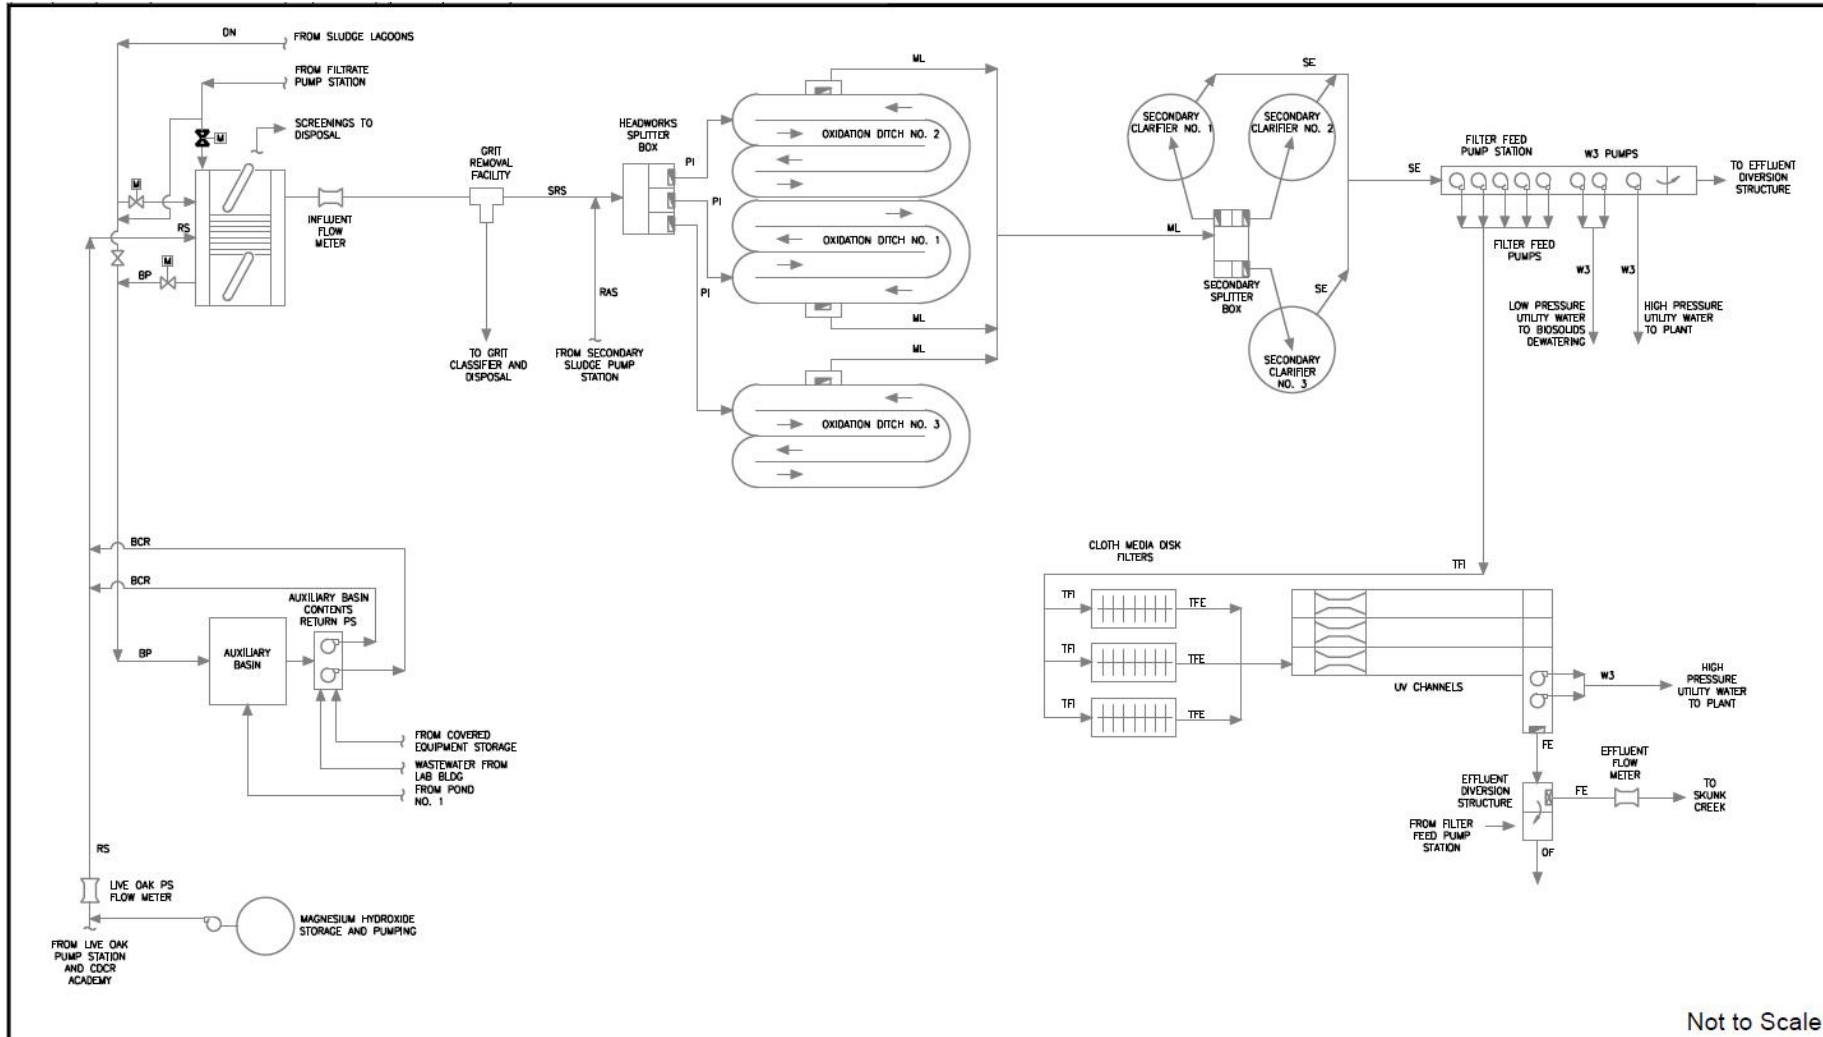 DN
FROM SLUDGE LAGOONS
FROM FILTRATE
PUMP STATION
SCREENINGS TO
DISPOSAL
M
M
RS
BP
M
INFLUENT
FLOW
METER
GRIT
REMOVAL
FACILITY
SRS
TO GRIT
CLASSIFIER AND
DISPOSAL
RAS
FROM SECONDARY
SLUDGE PUMP
STATION
HEADWORKS
SPLITTER
BOX
PI
PI
PI
ML
OXIDATION DITCH NO. 2
OXIDATION DITCH NO. 1
ML
ML
OXIDATION DITCH NO. 3
ML
SE
SECONDARY
CLARIFIER NO. 1
SECONDARY
CLARIFIER NO. 2
SECONDARY
SPLITTER
BOX
SE
SECONDARY
CLARIFIER
NO. 3
SE
FILTER FEED
PUMP STATION
W3 PUMPS
TO EFFLUENT
DIVERSION
STRUCTURE
FILTER FEED
PUMPS
W3
W3
LOW PRESSURE
UTILITY WATER
TO BIOSOLIDS
DEWATERING
HIGH PRESSURE
UTILITY WATER
TO PLANT
BCR
BCR
AUXILIARY BASIN
CONTENTS
RETURN PS
BP
AUXILIARY
BASIN
FROM COVERED
EQUIPMENT STORAGE
WASTEWATER FROM
LAB BLDG
FROM POND
NO. 1
RS
LIVE OAK PS
FLOW METER
MAGNESIUM HYDROXIDE
STORAGE AND PUMPING
FROM LIVE OAK
PUMP STATION
AND CDCR
ACADEMY
CLOTH MEDIA DISK
FILTERS
TFI
TFI
TFE
TFI
TFE
TFI
TFE
UV CHANNELS
W3
HIGH
PRESSURE
UTILITY WATER
TO PLANT
FE
EFFLUENT
DIVERSION
STRUCTURE
FE
EFFLUENT
FLOW
METER
TO
SKUNK
CREEK
FROM FILTER
FEED PUMP
STATION
OF
Not to Scale